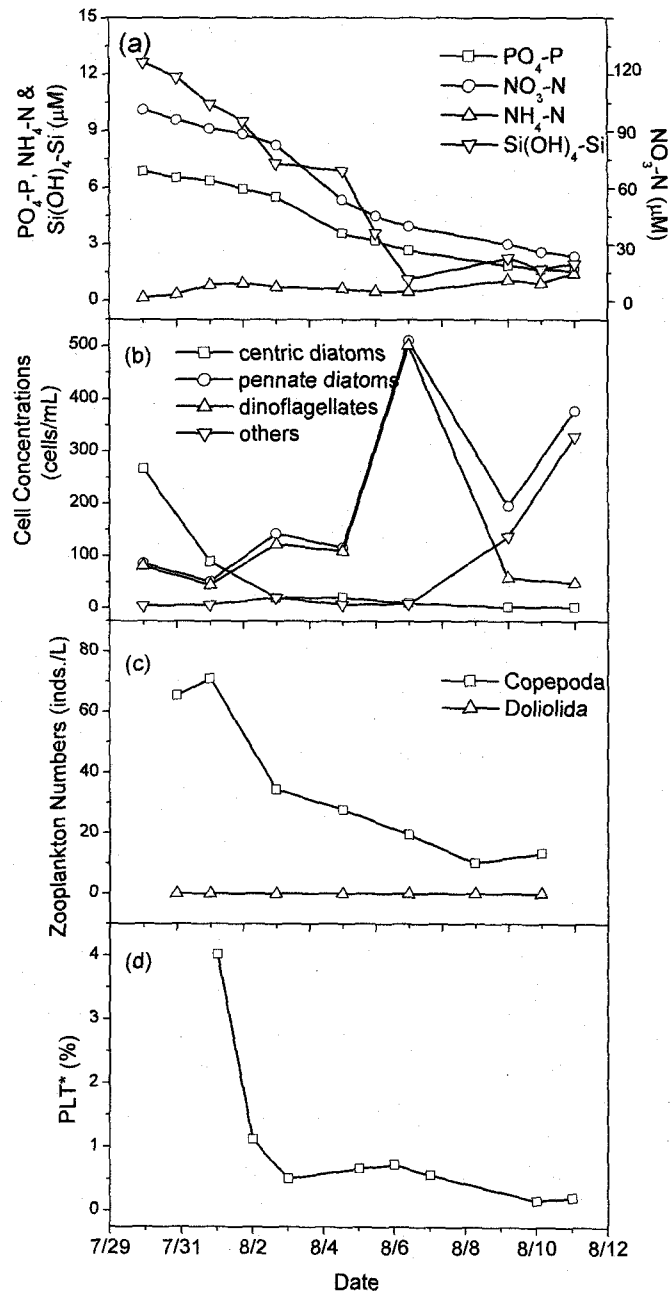 (a)
PO4-P
NO3-N
NH4-N
Si(OH)4-Si
15
12
9
6
3
0
PO4-P, NH4-N &
Si(OH)4-Si (μM)
120
90
60
30
0
NO3-N (μM)
(b)
centric diatoms
pennate diatoms
dinoflagellates
others
500
400
300
200
100
0
Cell Concentrations
(cells/mL)
(c)
Copepoda
Doliolida
80
60
40
20
0
Zooplankton Numbers (inds./L)
(d)
4
3
2
1
0
PLT* (%)
7/29 7/31 8/2 8/4 8/6 8/8 8/10 8/12
Date